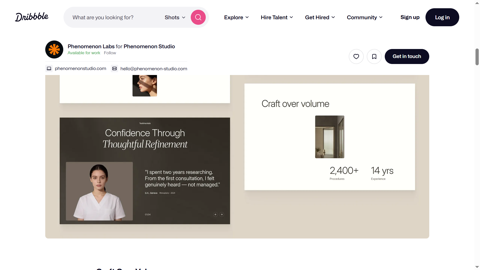 Dribbble
What are you looking for?
Shots
Explore
Hire Talent
Get Hired
Community
Sign up
Log in
Phenomenon Labs for Phenomenon Studio
Available for work
Follow
phenomenonstudio.com
hello@phenomenon-studio.com
Get in touch
Confidence Through
Thoughtful Refinement
"I spent two years researching.
From the first consultation, I felt
genuinely heard — not managed."
Craft over volume
2,400+
14 yrs